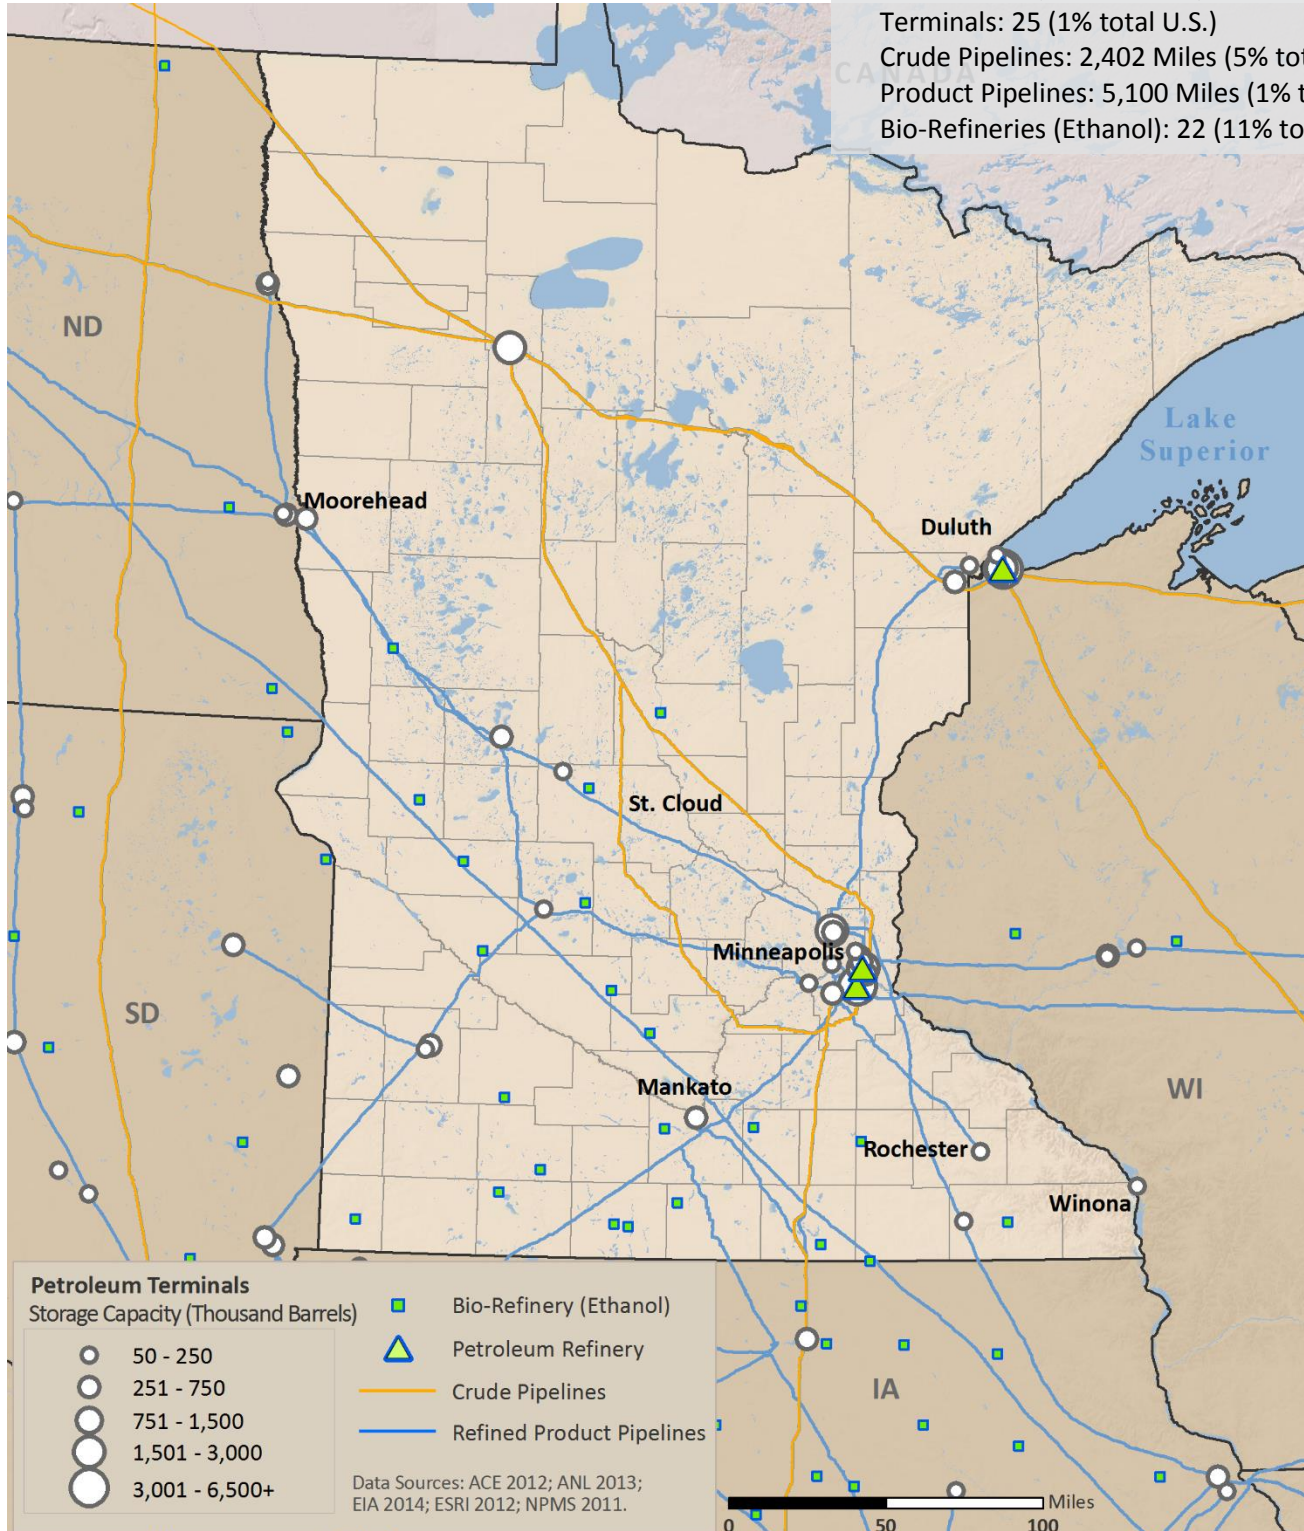 Terminals: 25 (1% total U.S.)
Crude Pipelines: 2,402 Miles (5% tot
Product Pipelines: 5,100 Miles (1% t
Bio-Refineries (Ethanol): 22 (11% to
CANADA
ND
Lake
Superior
Moorehead
Duluth
St. Cloud
Minneapolis
SD
Mankato
WI
Rochester
Winona
IA
Petroleum Terminals
Storage Capacity (Thousand Barrels)
50 - 250
251 - 750
751 - 1,500
1,501 - 3,000
3,001 - 6,500+
Bio-Refinery (Ethanol)
Petroleum Refinery
Crude Pipelines
Refined Product Pipelines
Data Sources: ACE 2012; ANL 2013;
EIA 2014; ESRI 2012; NPMS 2011.
Miles
0 50 100